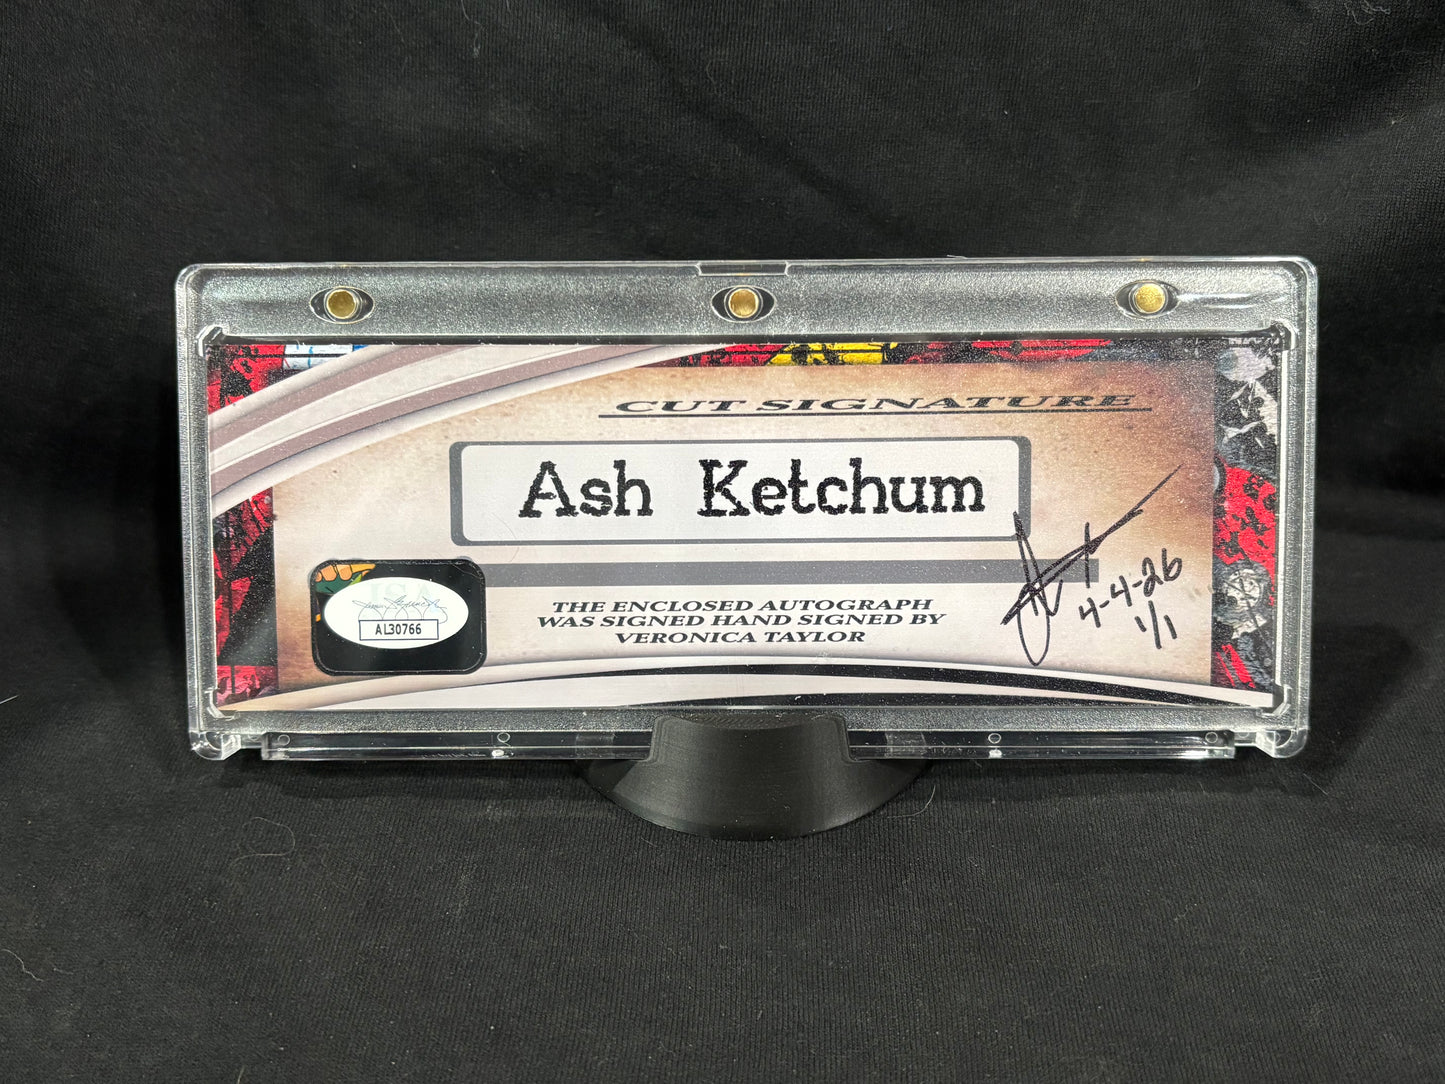 CUT SIGNATURE
Ash Ketchum
THE ENCLOSED AUTOGRAPH
WAS SIGNED HAND SIGNED BY
VERONICA TAYLOR
AL30766
4-4-26
1/1